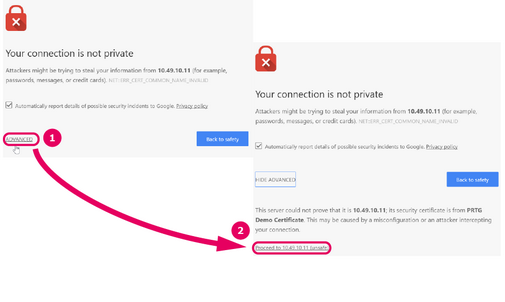 Your connection is not private
Attackers might be trying to steal your information from 10.49.10.11 (for example,
passwords, messages, or credit cards). NET::ERR_CERT_COMMON_NAME_INVALID
Automatically report details of possible security incidents to Google. Privacy policy
ADVANCED
1
Back to safety
Your connection is not private
Attackers might be trying to steal your information from 10.49.10.11 (for example,
passwords, messages, or credit cards). NET::ERR_CERT_COMMON_NAME_INVALID
Automatically report details of possible security incidents to Google. Privacy policy
HIDE ADVANCED
Back to safety
This server could not prove that it is 10.49.10.11; its security certificate is from PRTG
Demo Certificate. This may be caused by a misconfiguration or an attacker intercepting
your connection.
2
Proceed to 10.49.10.11 (unsafe)